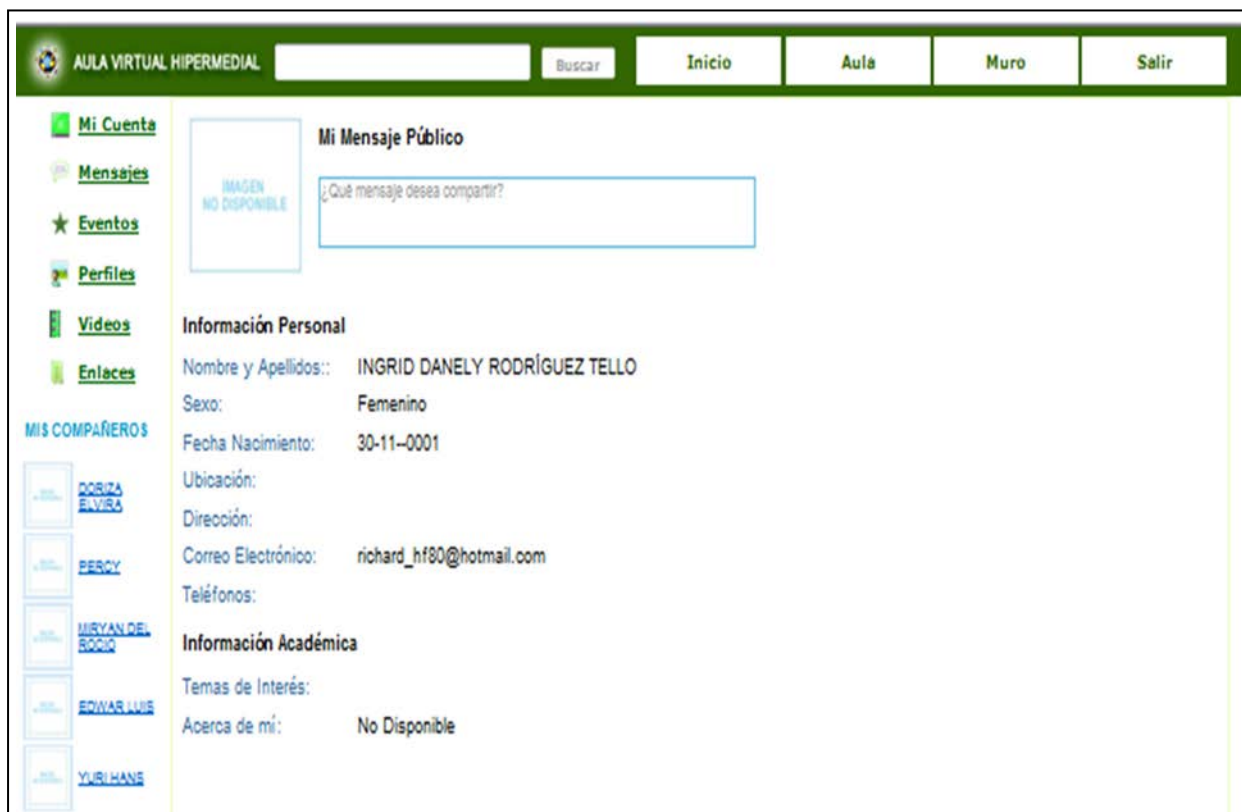 AULA VIRTUAL HIPERMEDIAL
Buscar
Inicio
Aula
Muro
Salir
Mi Cuenta
Mensajes
Eventos
Perfiles
Videos
Enlaces
MIS COMPAÑEROS
DORIZA
ELVIRA
PERCY
MIRYAN DEL
ROCIO
EDWAR LUIS
YURI HANS
IMAGEN
NO DISPONIBLE
Mi Mensaje Público
¿Qué mensaje desea compartir?
Información Personal
Nombre y Apellidos:: INGRID DANELY RODRÍGUEZ TELLO
Sexo: Femenino
Fecha Nacimiento: 30-11--0001
Ubicación:
Dirección:
Correo Electrónico: richard_hf80@hotmail.com
Teléfonos:
Información Académica
Temas de Interés:
Acerca de mí: No Disponible